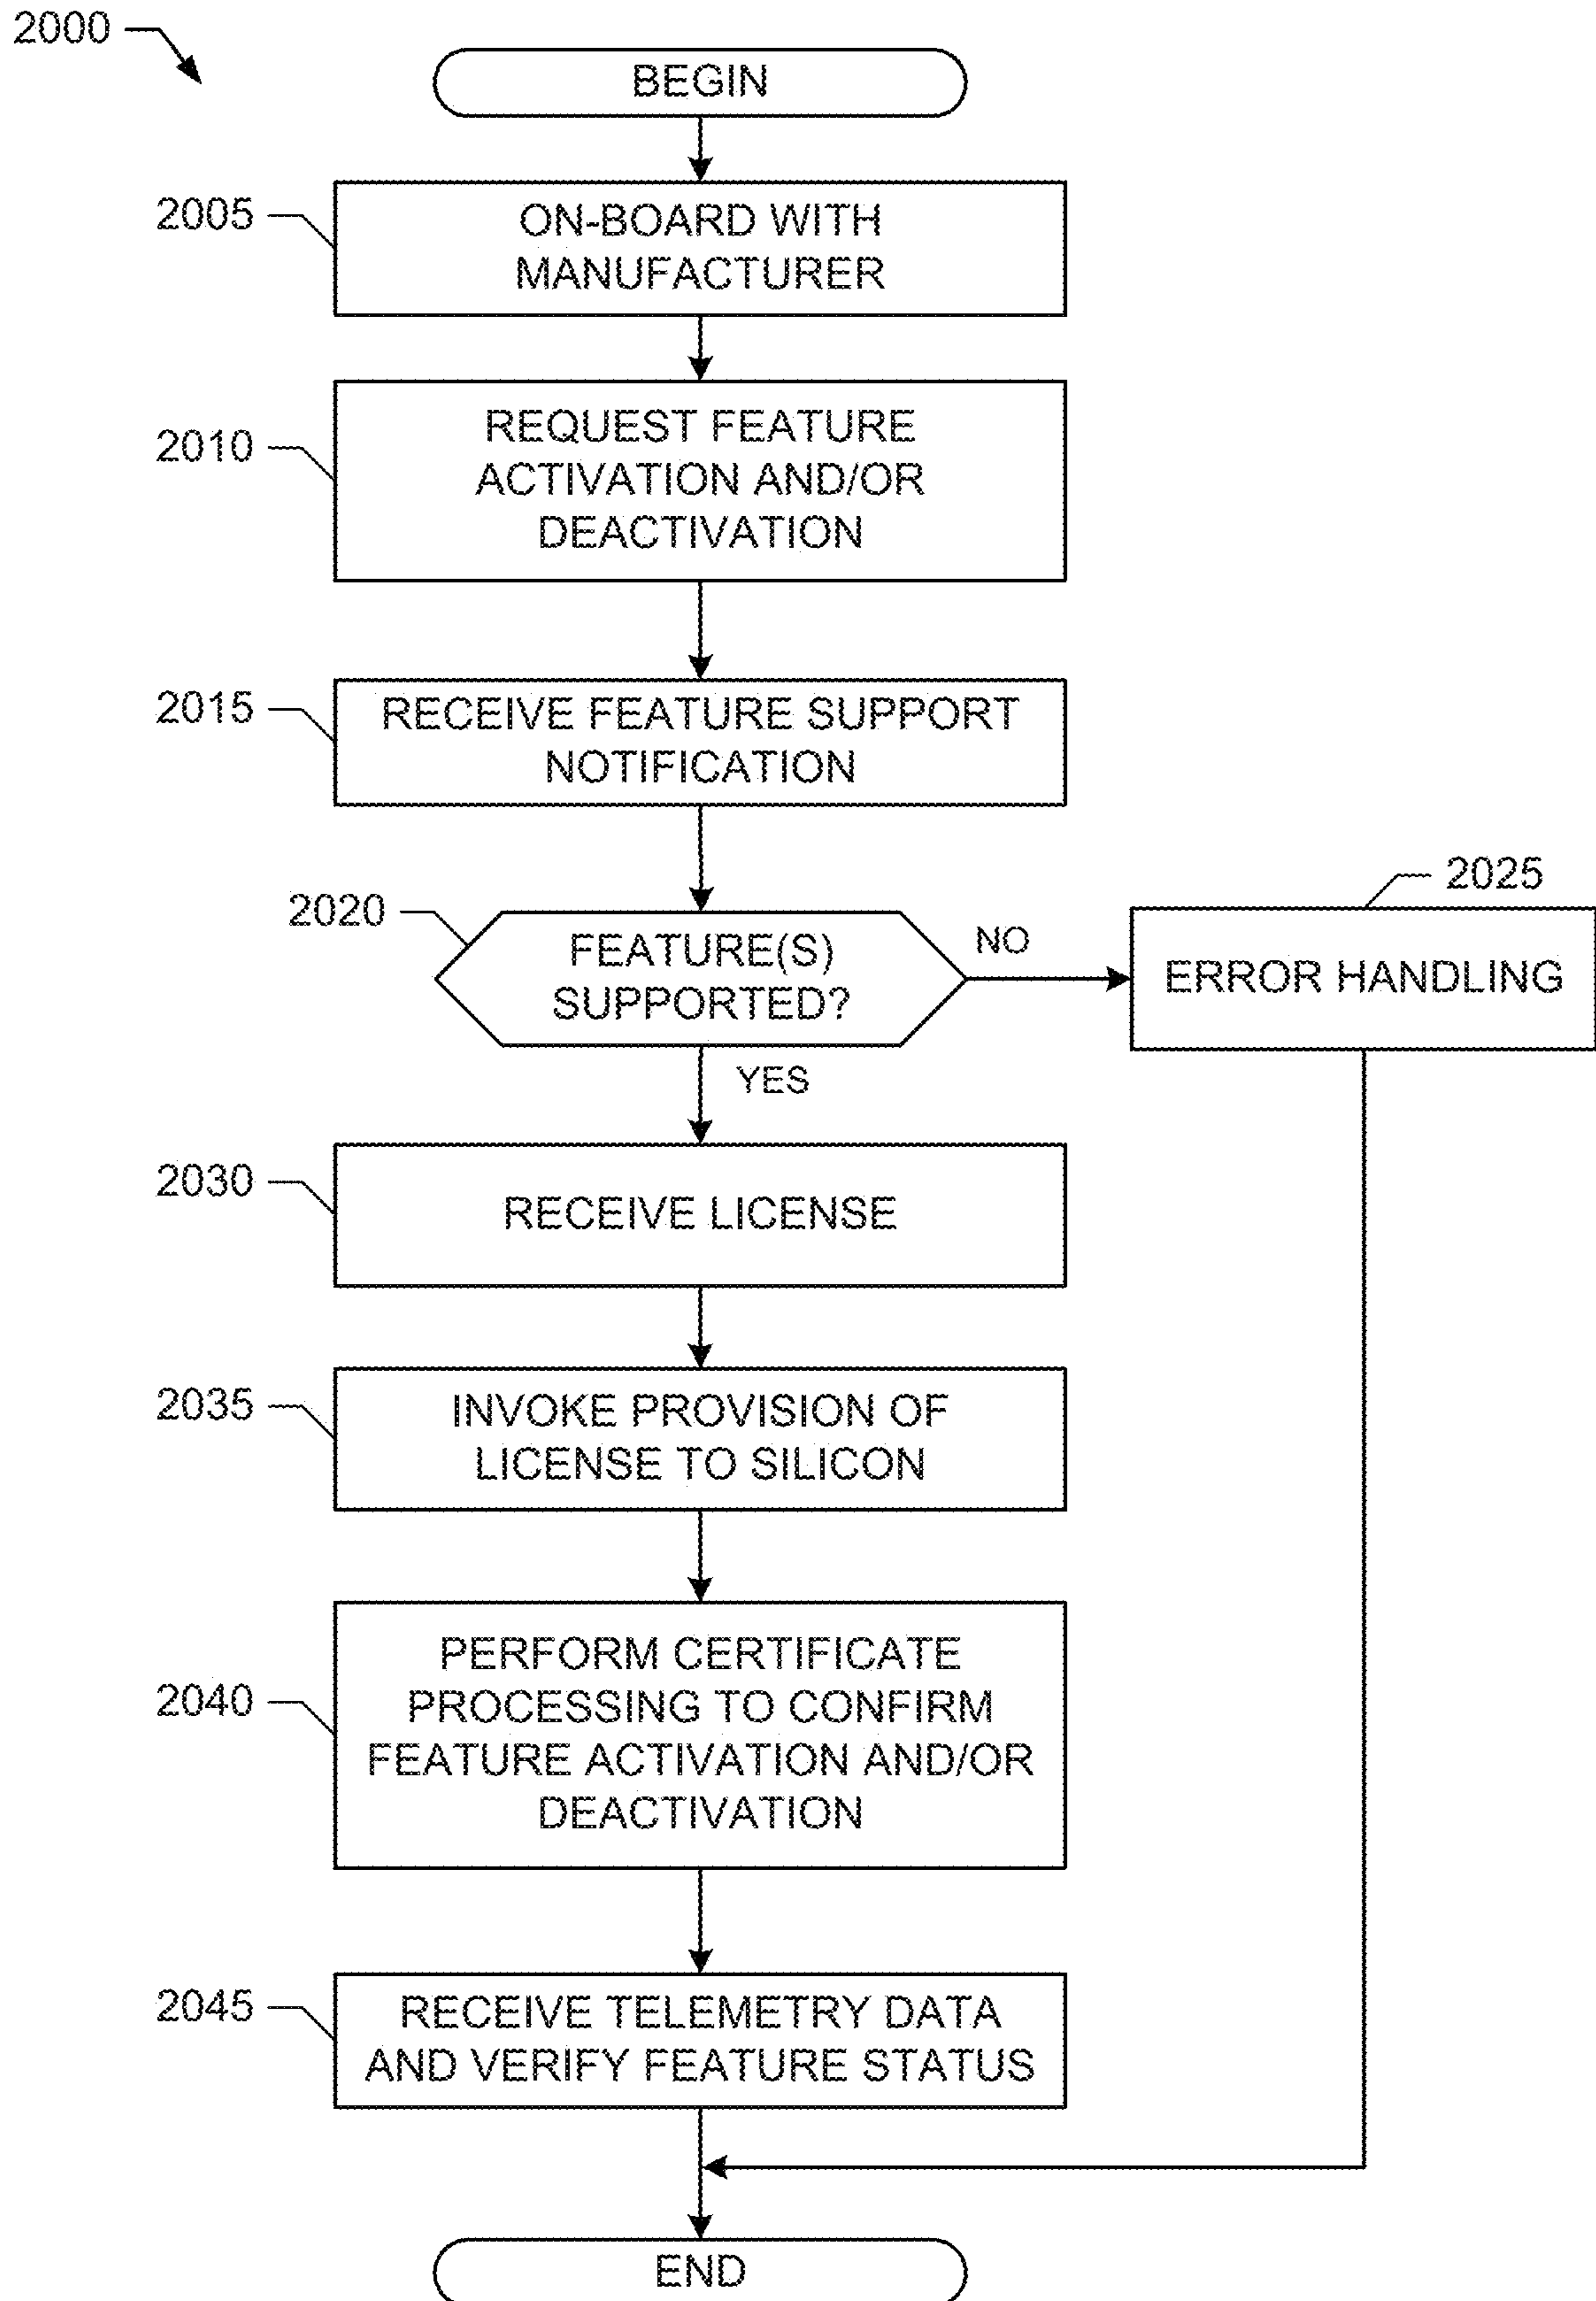 2000
BEGIN
2005
ON-BOARD WITH
MANUFACTURER
2010
REQUEST FEATURE
ACTIVATION AND/OR
DEACTIVATION
2015
RECEIVE FEATURE SUPPORT
NOTIFICATION
2020
FEATURE(S)
SUPPORTED?
NO
2025
ERROR HANDLING
YES
2030
RECEIVE LICENSE
2035
INVOKE PROVISION OF
LICENSE TO SILICON
2040
PERFORM CERTIFICATE
PROCESSING TO CONFIRM
FEATURE ACTIVATION AND/OR
DEACTIVATION
2045
RECEIVE TELEMETRY DATA
AND VERIFY FEATURE STATUS
END